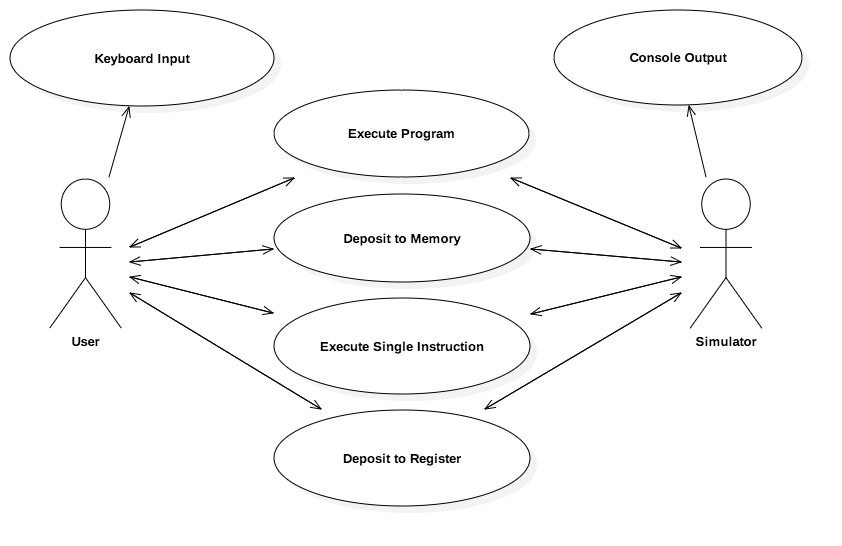 Keyboard Input
Console Output
Execute Program
Deposit to Memory
Execute Single Instruction
User
Simulator
Deposit to Register